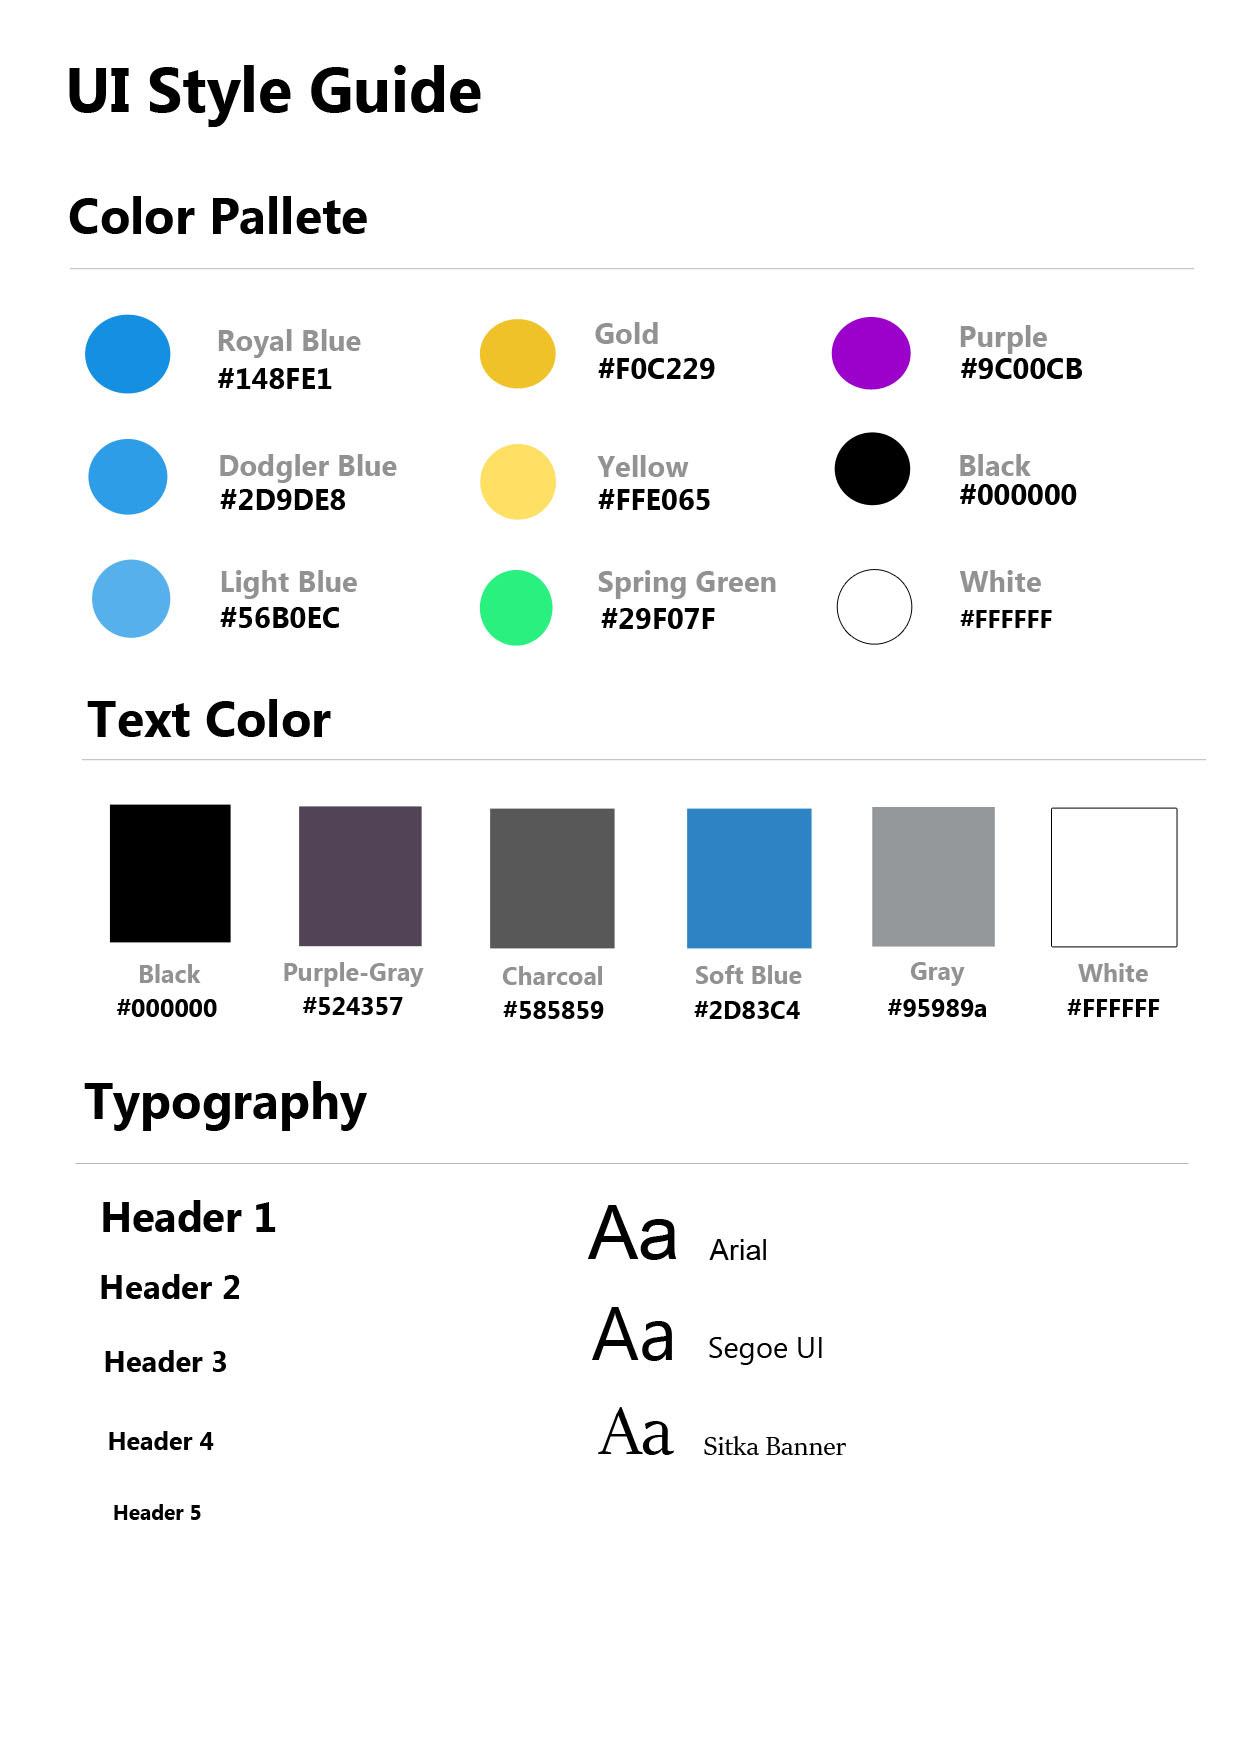 UI Style Guide
Color Pallete
Royal Blue
#148FE1
Gold
#F0C229
Purple
#9C00CB
Dodgler Blue
#2D9DE8
Yellow
#FFE065
Black
#000000
Light Blue
#56B0EC
Spring Green
#29F07F
White
#FFFFFF
Text Color
Black
#000000
Purple-Gray
#524357
Charcoal
#585859
Soft Blue
#2D83C4
Gray
#95989a
White
#FFFFFF
Typography
Header 1
Header 2
Header 3
Header 4
Header 5
Aa Arial
Aa Segoe UI
Aa Sitka Banner